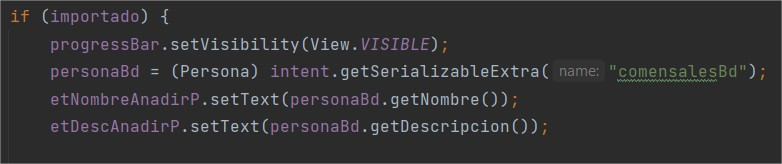 if (importado) {
progressBar.setVisibility(View.VISIBLE);
personaBd = (Persona) intent.getSerializableExtra( name: "comensalesBd");
etNombreAnadirP.setText(personaBd.getNombre());
etDescAnadirP.setText(personaBd.getDescripcion());